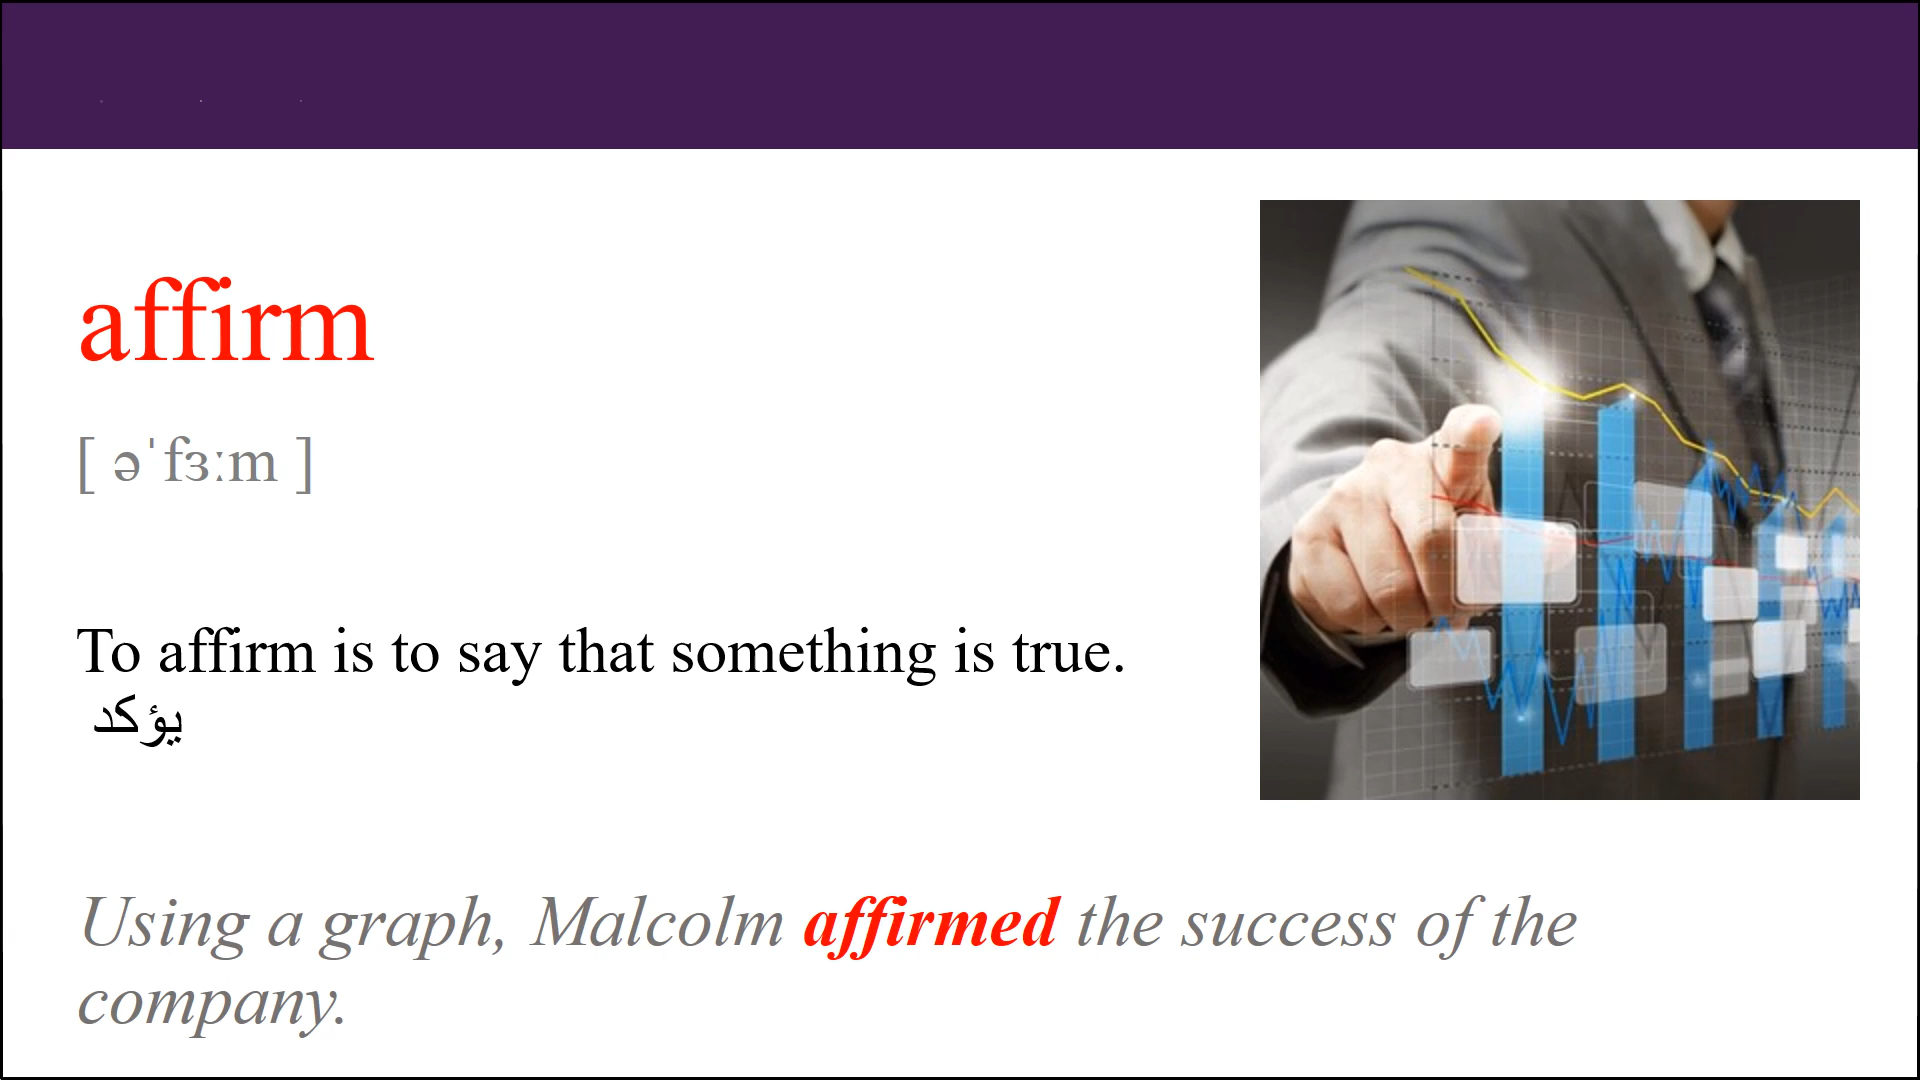 affirm
[ əˈfɜːm ]
To affirm is to say that something is true.
يؤكد
Using a graph, Malcolm affirmed the success of the
company.